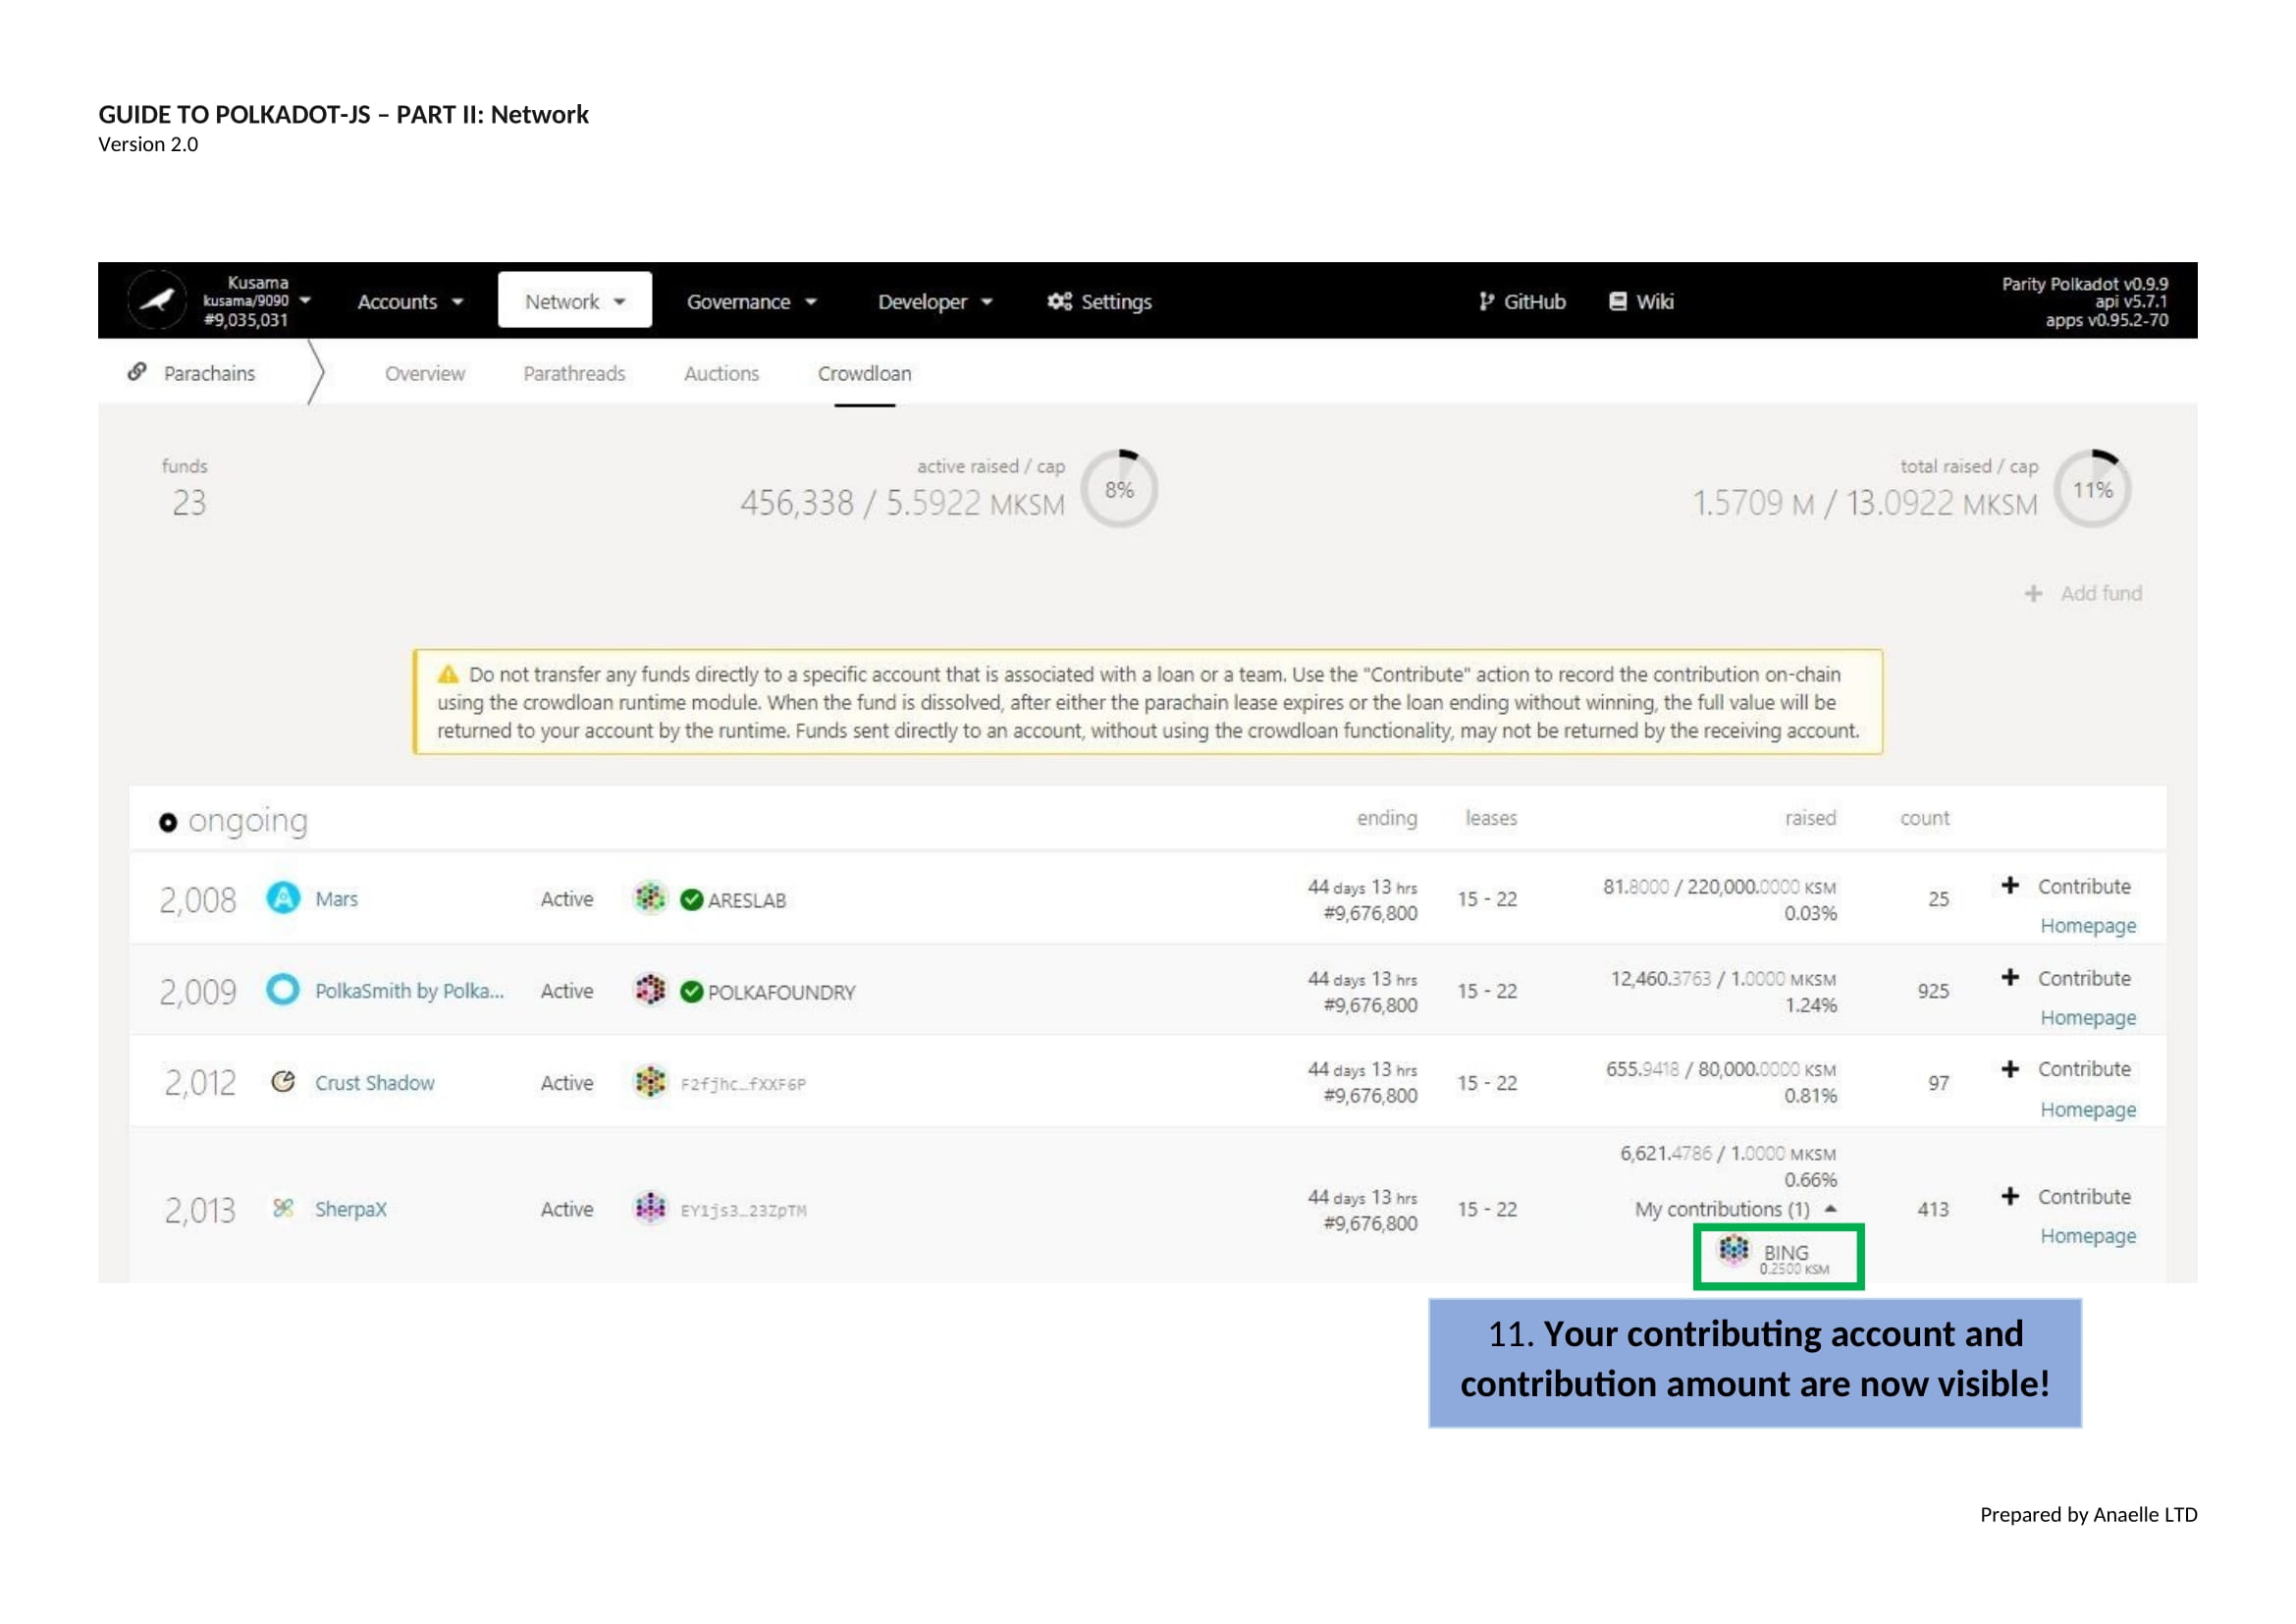 GUIDE TO POLKADOT-JS – PART II: Network
Version 2.0
Kusama
kusama/9090
#9,035,031
Accounts
Network
Governance
Developer
Settings
GitHub
Wiki
Parity Polkadot v0.9.9
api v5.7.1
apps v0.95.2-70
Parachains
Overview
Parathreads
Auctions
Crowdloan
funds
23
active raised / cap
456,338 / 5.5922 MKSM
8%
total raised / cap
1.5709 M / 13.0922 MKSM
11%
+ Add fund
Do not transfer any funds directly to a specific account that is associated with a loan or a team. Use the "Contribute" action to record the contribution on-chain
using the crowdloan runtime module. When the fund is dissolved, after either the parachain lease expires or the loan ending without winning, the full value will be
returned to your account by the runtime. Funds sent directly to an account, without using the crowdloan functionality, may not be returned by the receiving account.
ongoing
ending
leases
raised
count
2,008
Mars
Active
ARESLAB
44 days 13 hrs
#9,676,800
15 - 22
81.8000 / 220,000.0000 KSM
0.03%
25
+ Contribute
Homepage
2,009
PolkaSmith by Polka...
Active
POLKAFOUNDRY
44 days 13 hrs
#9,676,800
15 - 22
12,460.3763 / 1.0000 MKSM
1.24%
925
+ Contribute
Homepage
2,012
Crust Shadow
Active
F2fjhc…fXXF6P
44 days 13 hrs
#9,676,800
15 - 22
655.9418 / 80,000.0000 KSM
0.81%
97
+ Contribute
Homepage
2,013
SherpaX
Active
EY1js3…23ZpTM
44 days 13 hrs
#9,676,800
15 - 22
6,621.4786 / 1.0000 MKSM
0.66%
My contributions (1)
BING
0.2500 KSM
413
+ Contribute
Homepage
11. Your contributing account and
contribution amount are now visible!
Prepared by Anaelle LTD